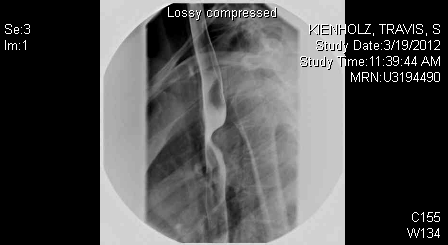 Lossy compressed
Se:3
Im:1
KIENHOLZ, TRAVIS, S
Study Date:3/19/2012
Study Time:11:39:44 AM
MRN:U3194490
C155
W134